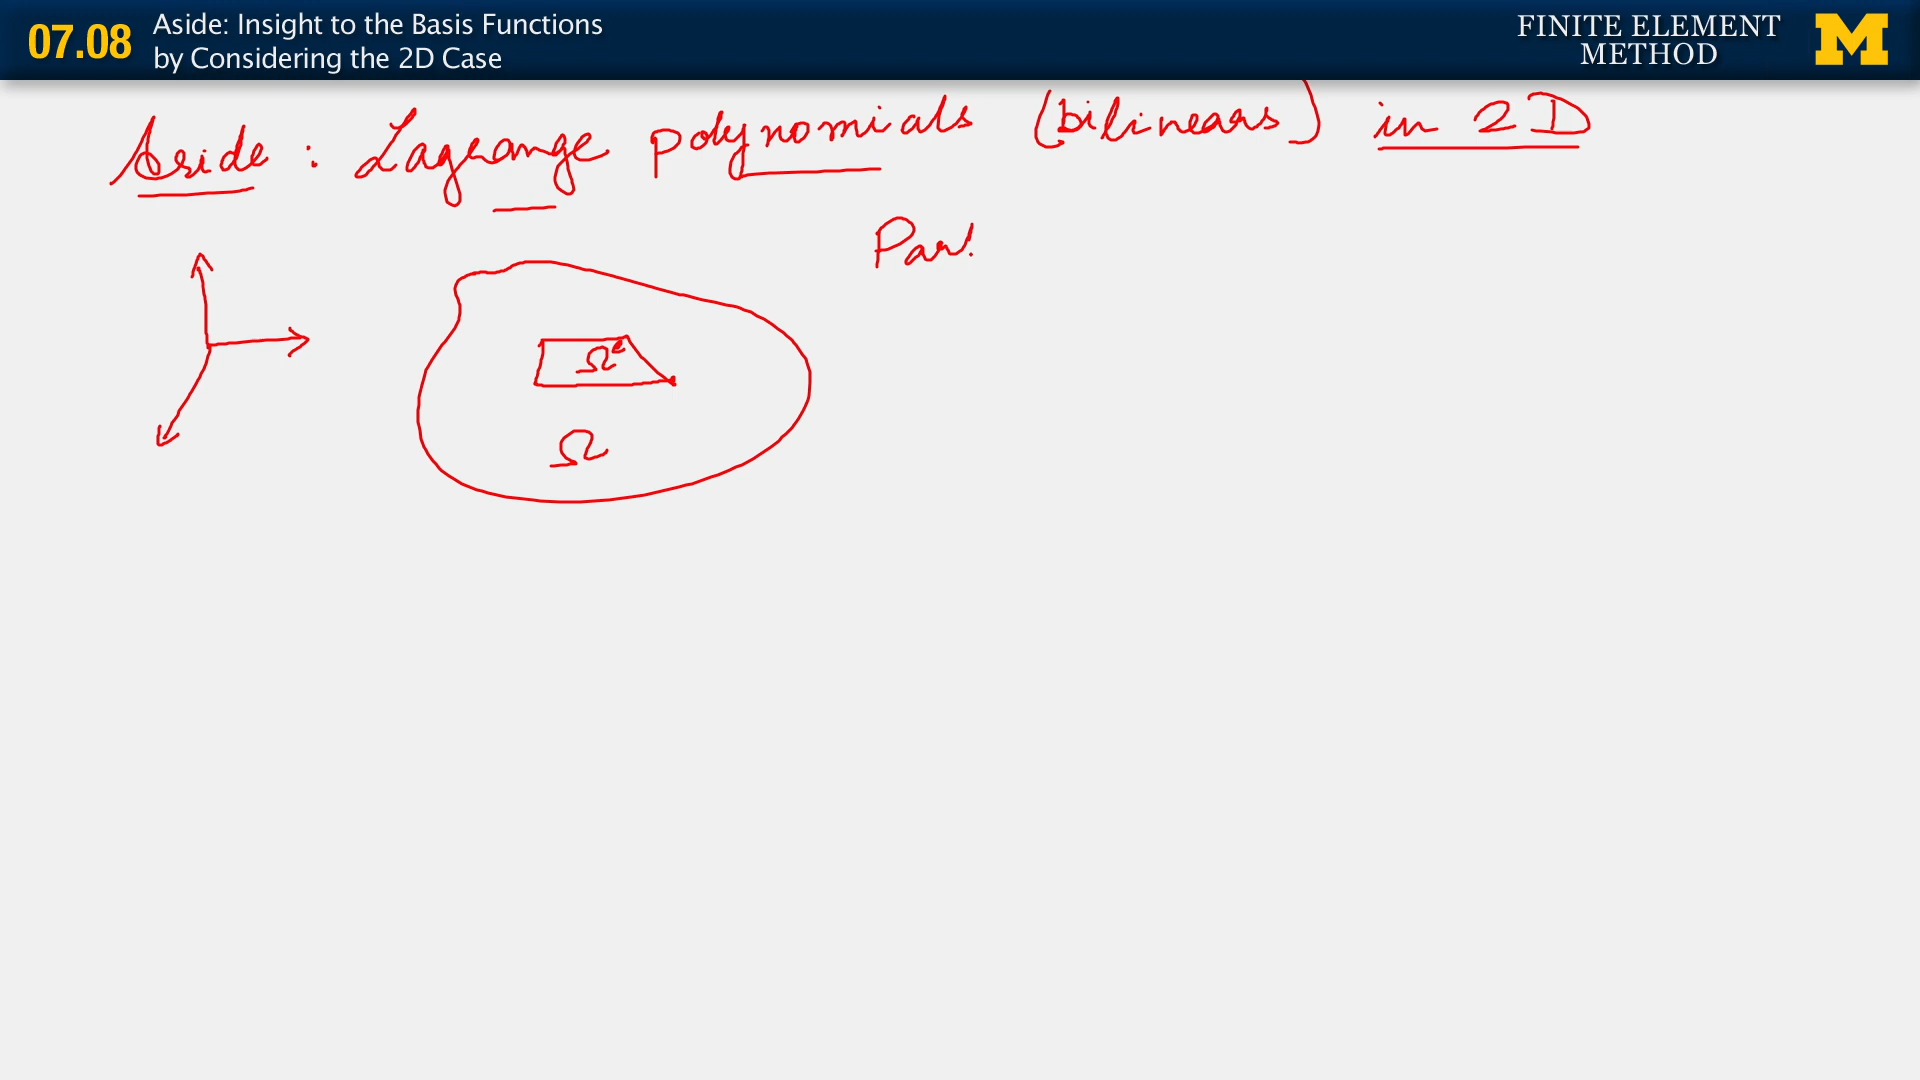 07.08
Aside: Insight to the Basis Functions
by Considering the 2D Case
FINITE ELEMENT
METHOD
M
Aside : Lagrange polynomials (bilinears) in 2D
Par
Ωᵉ
Ω